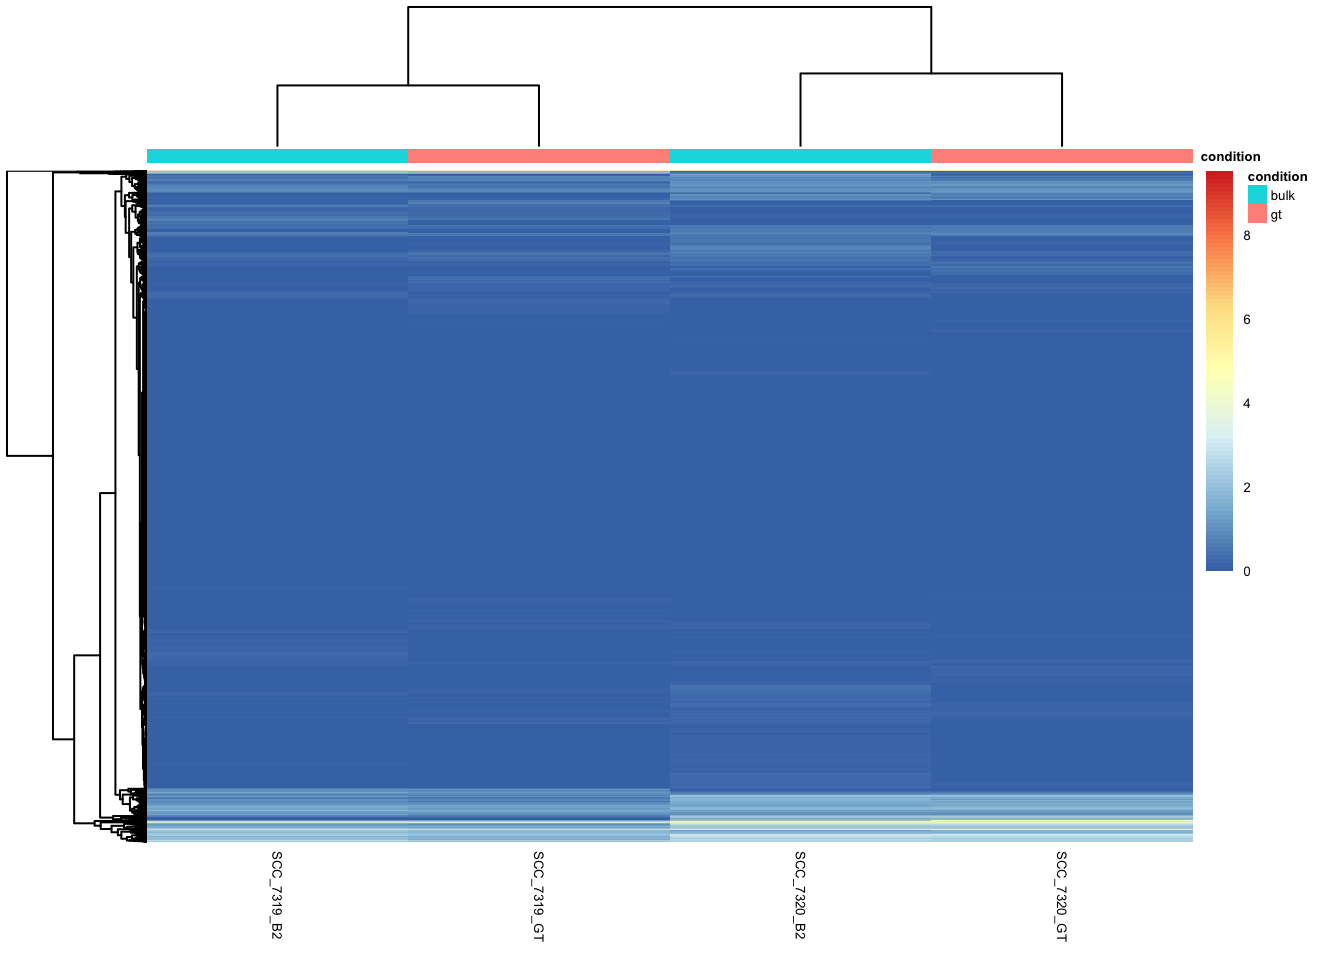 condition
condition
bulk
gt
8
6
4
2
0
SCC_7319_B2
SCC_7319_GT
SCC_7320_B2
SCC_7320_GT